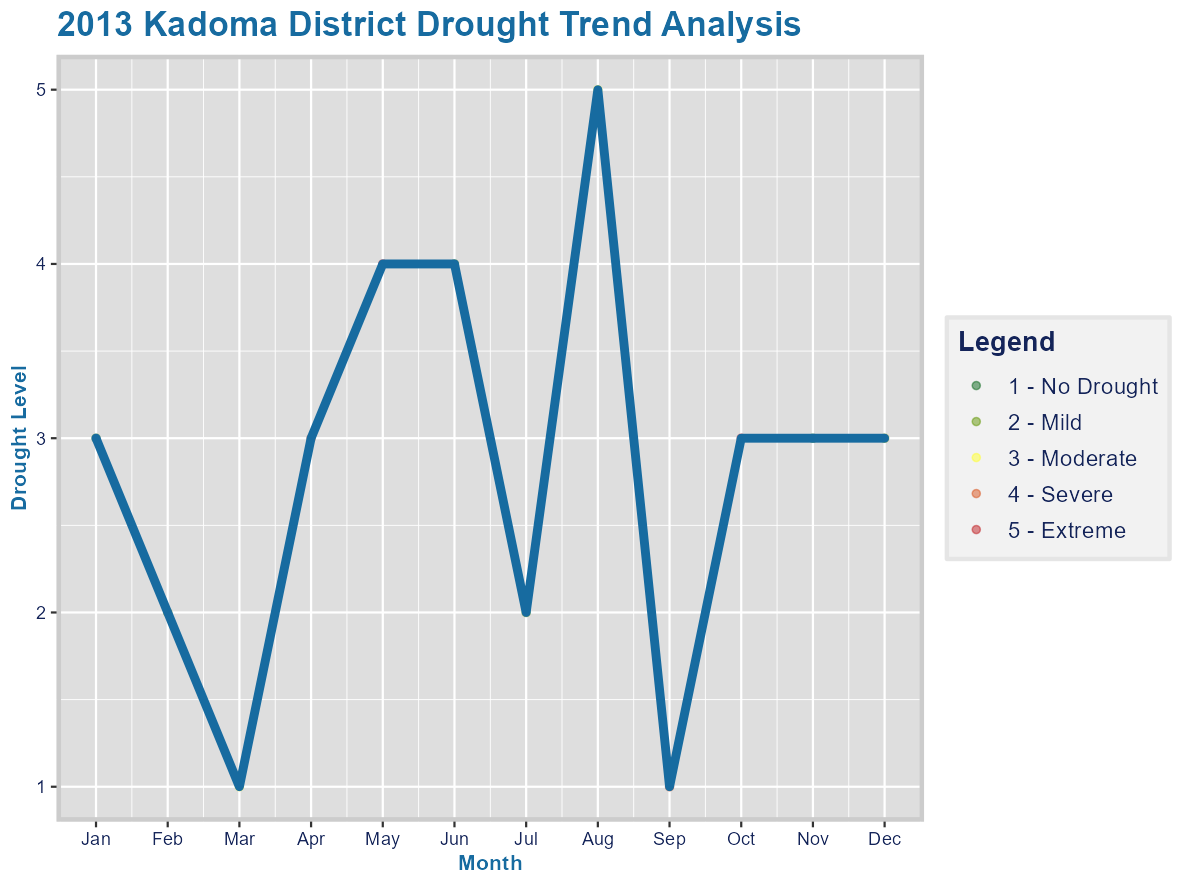 2013 Kadoma District Drought Trend Analysis
Drought Level
5
4
3
2
1
Jan Feb Mar Apr May Jun Jul Aug Sep Oct Nov Dec
Month
Legend
1 - No Drought
2 - Mild
3 - Moderate
4 - Severe
5 - Extreme